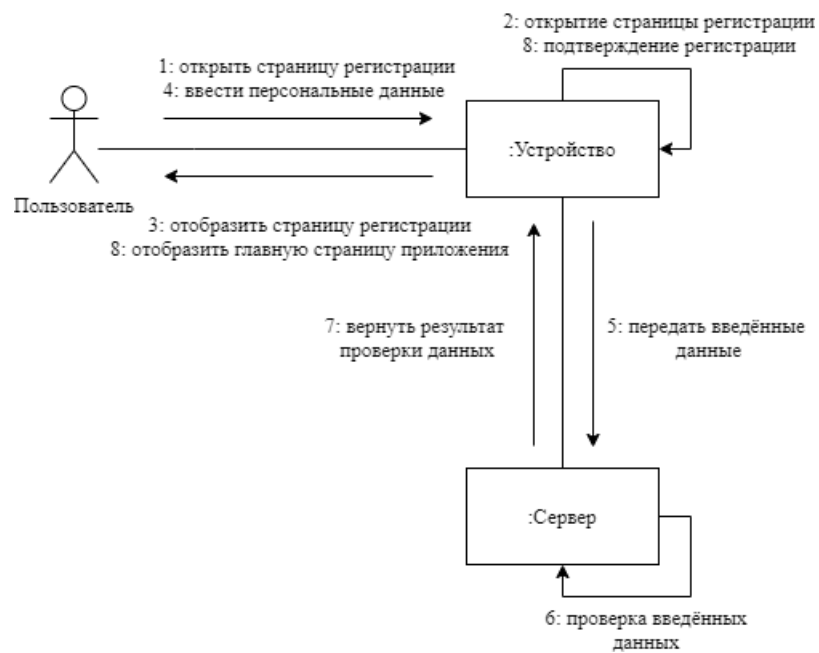 2: открытие страницы регистрации
8: подтверждение регистрации
1: открыть страницу регистрации
4: ввести персональные данные
:Устройство
Пользователь
3: отобразить страницу регистрации
8: отобразить главную страницу приложения
7: вернуть результат
проверки данных
5: передать введённые
данные
:Сервер
6: проверка введённых
данных